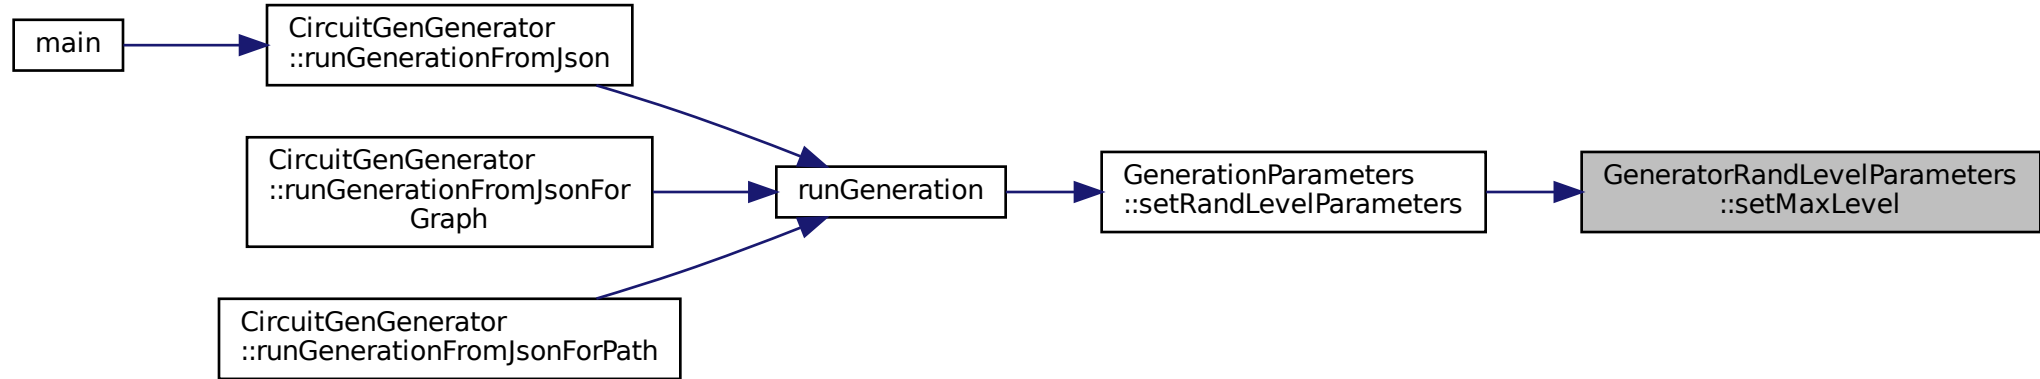 main
CircuitGenGenerator
::runGenerationFromJson
CircuitGenGenerator
::runGenerationFromJsonFor
Graph
CircuitGenGenerator
::runGenerationFromJsonForPath
runGeneration
GenerationParameters
::setRandLevelParameters
GeneratorRandLevelParameters
::setMaxLevel